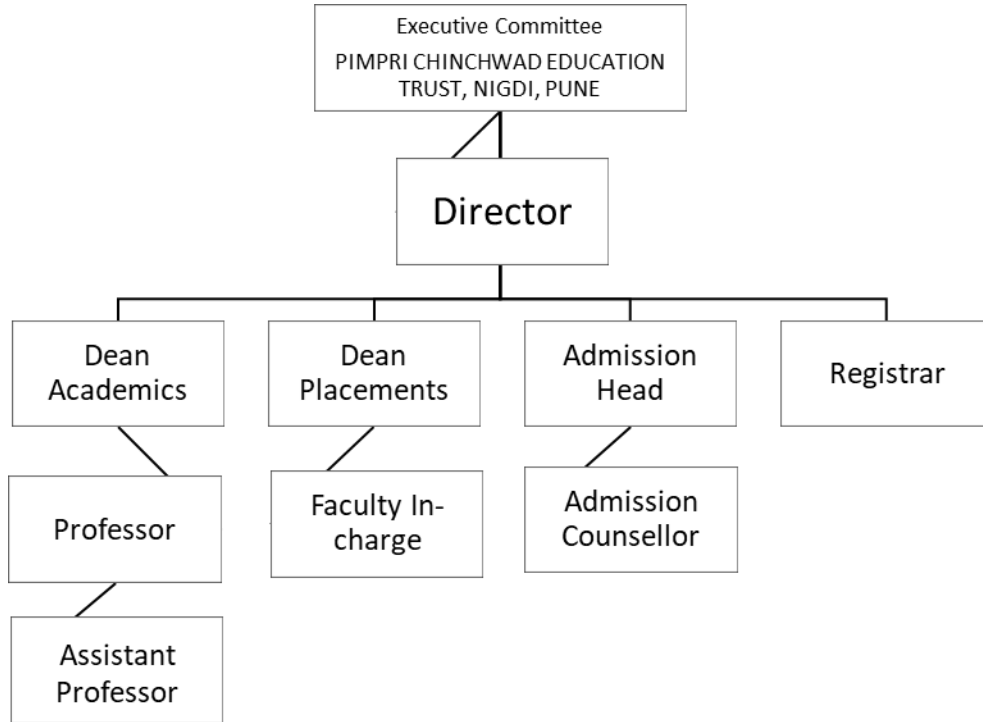 Executive Committee
PIMPRI CHINCHWAD EDUCATION
TRUST, NIGDI, PUNE
Director
Dean
Academics
Dean
Placements
Admission
Head
Registrar
Professor
Faculty In-
charge
Admission
Counsellor
Assistant
Professor